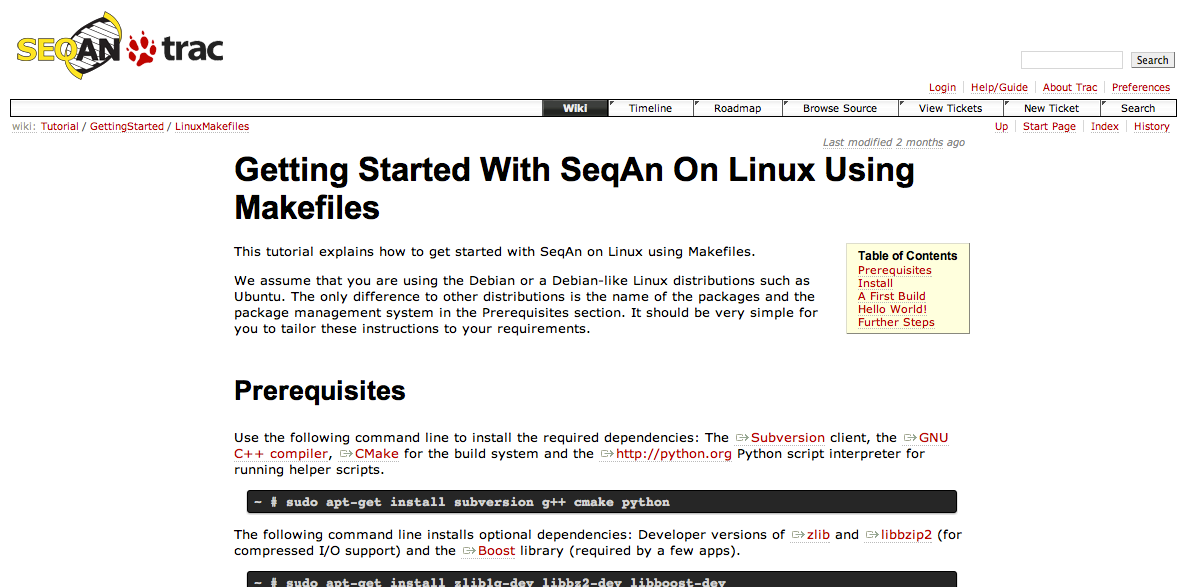 SEQAN trac
Search
Login Help/Guide About Trac Preferences
Wiki Timeline Roadmap Browse Source View Tickets New Ticket Search
wiki: Tutorial / GettingStarted / LinuxMakefiles
Up Start Page Index History
Last modified 2 months ago
Getting Started With SeqAn On Linux Using
Makefiles
This tutorial explains how to get started with SeqAn on Linux using Makefiles.
We assume that you are using the Debian or a Debian-like Linux distributions such as
Ubuntu. The only difference to other distributions is the name of the packages and the
package management system in the Prerequisites section. It should be very simple for
you to tailor these instructions to your requirements.
Table of Contents
Prerequisites
Install
A First Build
Hello World!
Further Steps
Prerequisites
Use the following command line to install the required dependencies: The Subversion client, the GNU
C++ compiler, CMake for the build system and the http://python.org Python script interpreter for
running helper scripts.
~ # sudo apt-get install subversion g++ cmake python
The following command line installs optional dependencies: Developer versions of zlib and libbzip2 (for
compressed I/O support) and the Boost library (required by a few apps).
~ # sudo apt-get install zlib1g-dev libbz2-dev libboost-dev